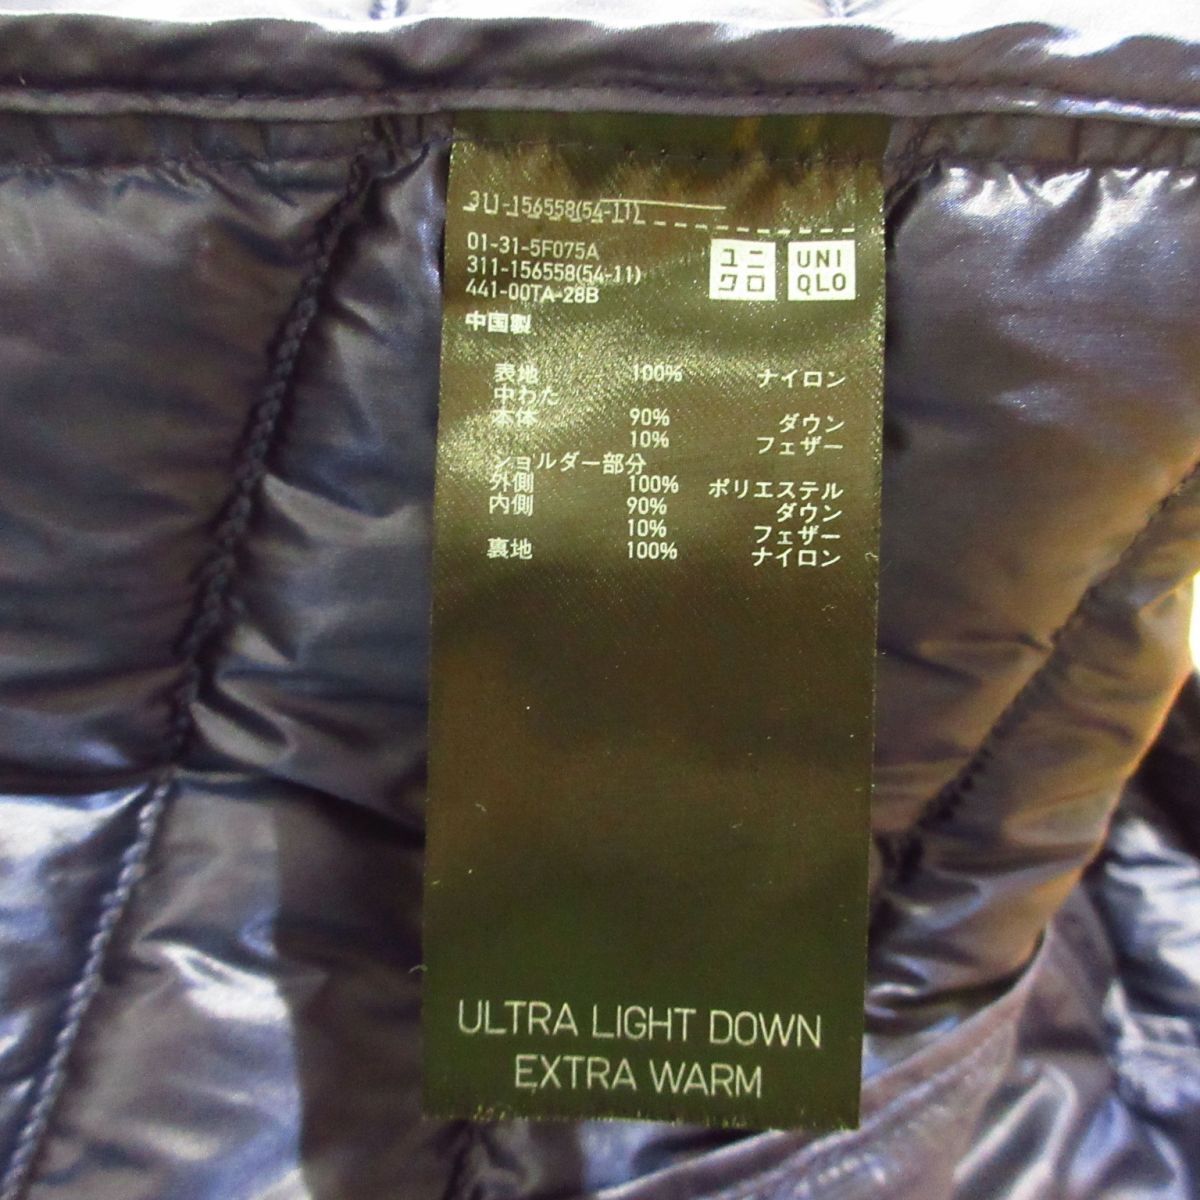 311-156558(54-11)
01-31-5F075A
311-156558(54-11)
441-00TA-28B
中国製
ユニ
クロ
UNI
QLO
表地 100% ナイロン
中わた
本体 90% ダウン
10% フェザー
ショルダー部分
外側 100% ポリエステル
内側 90% ダウン
10% フェザー
裏地 100% ナイロン
ULTRA LIGHT DOWN
EXTRA WARM